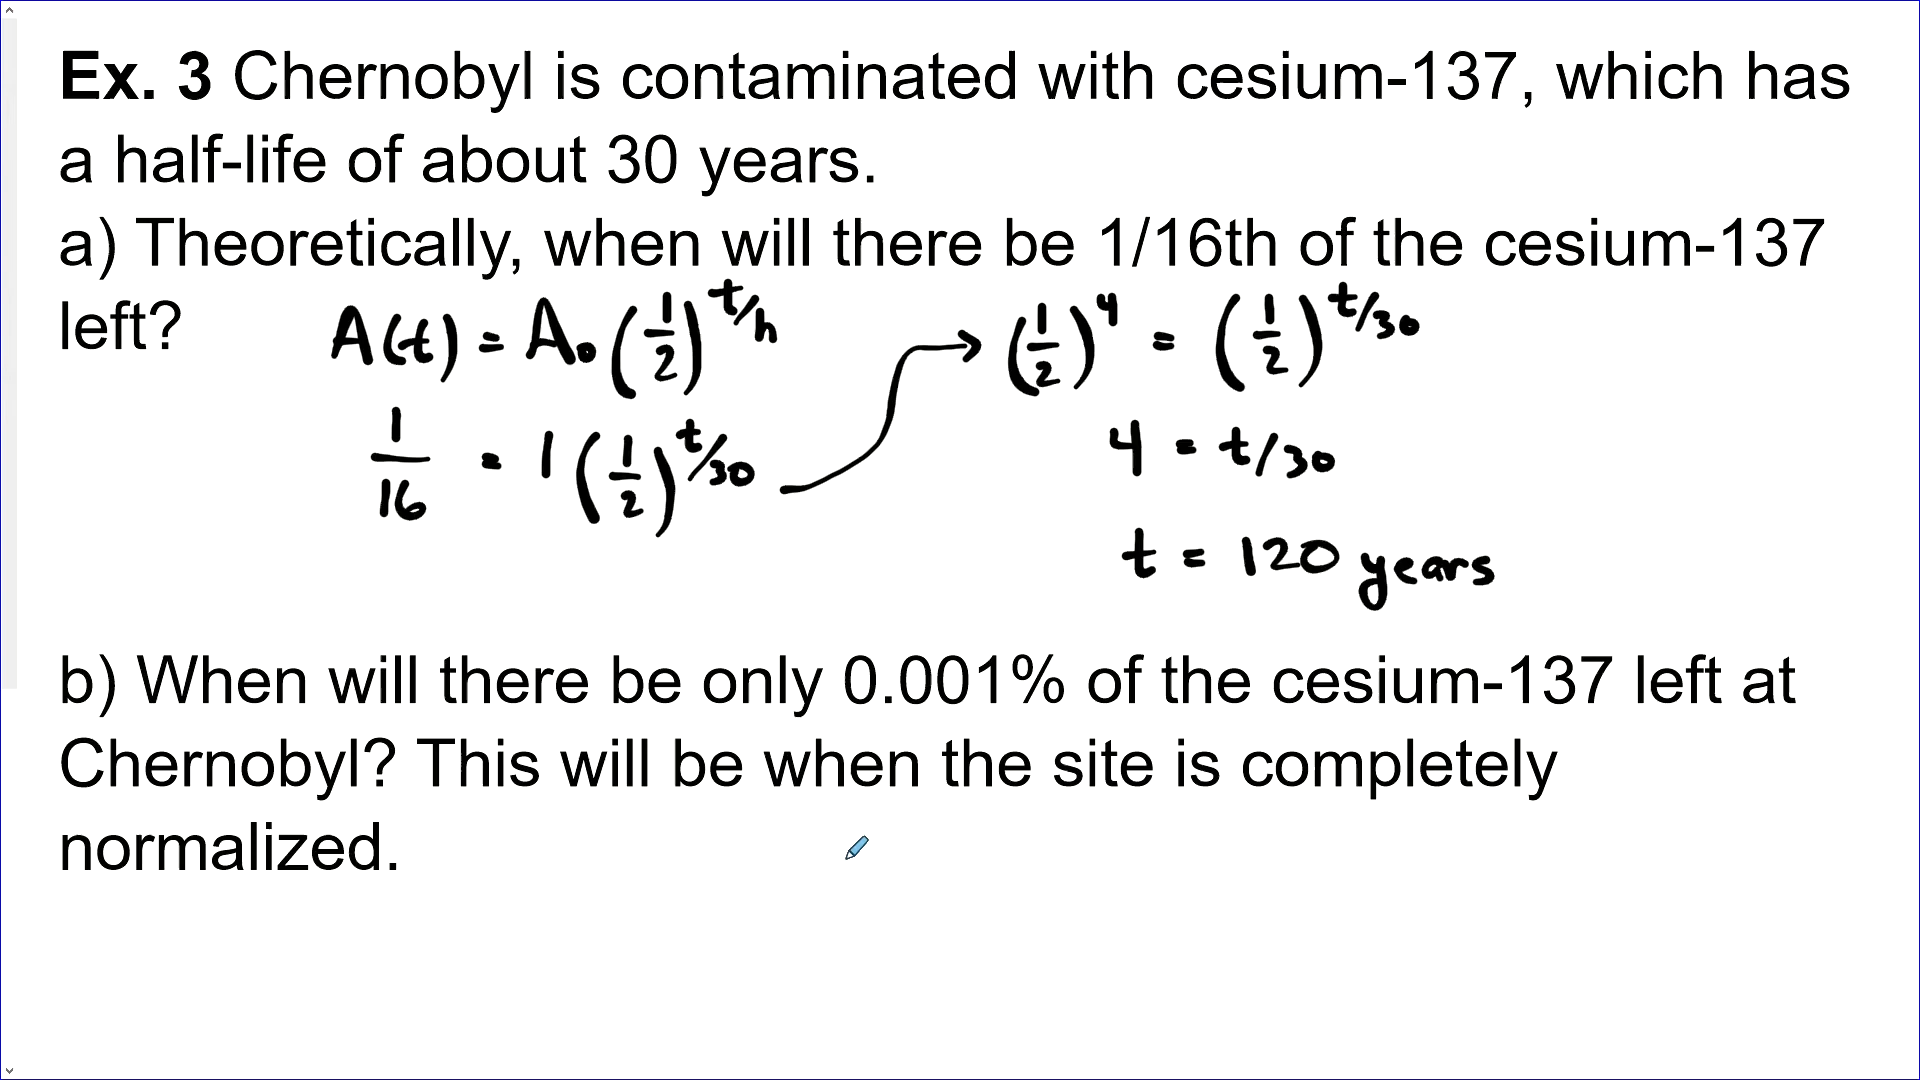 Ex. 3 Chernobyl is contaminated with cesium-137, which has
a half-life of about 30 years.
a) Theoretically, when will there be 1/16th of the cesium-137
left?
A(t) = A₀(1/2)^t/h
1/16 = 1(1/2)^t/30
(1/2)^4 = (1/2)^t/30
4 = t/30
t = 120 years
b) When will there be only 0.001% of the cesium-137 left at
Chernobyl? This will be when the site is completely
normalized.